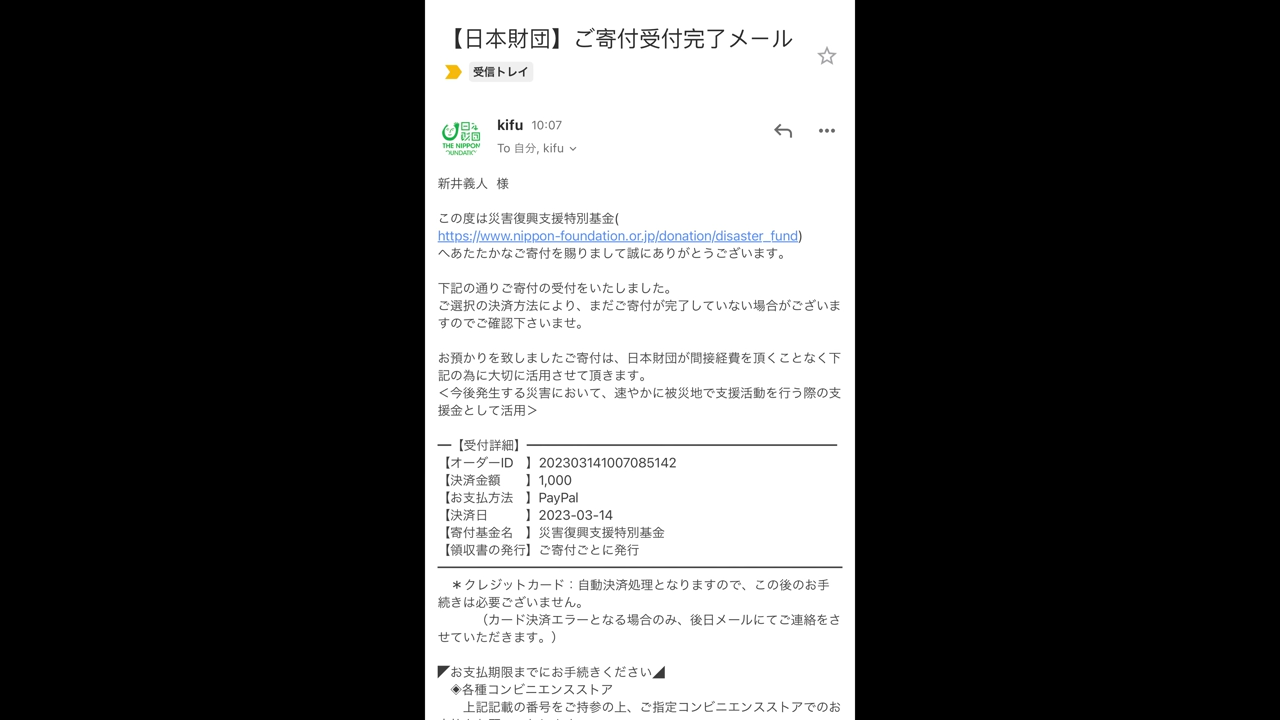 【日本財団】ご寄付受付完了メール
受信トレイ
日本財団
THE NIPPON
kifu 10:07
To 自分, kifu
新井義人 様
この度は災害復興支援特別基金(
https://www.nippon-foundation.or.jp/donation/disaster_fund)
へあたたかなご寄付を賜りまして誠にありがとうございます。
下記の通りご寄付の受付をいたしました。
ご選択の決済方法により、まだご寄付が完了していない場合がございま
すのでご確認下さいませ。
お預かりを致しましたご寄付は、日本財団が間接経費を頂くことなく下
記の為に大切に活用させて頂きます。
＜今後発生する災害において、速やかに被災地で支援活動を行う際の支
援金として活用＞
━【受付詳細】━━━━━━━━━━━━━━━━━━━━
【オーダーID　】202303141007085142
【決済金額　　】1,000
【お支払方法　】PayPal
【決済日　　　】2023-03-14
【寄付基金名　】災害復興支援特別基金
【領収書の発行】ご寄付ごとに発行
━━━━━━━━━━━━━━━━━━━━━━━━━━
＊クレジットカード：自動決済処理となりますので、この後のお手
続きは必要ございません。
（カード決済エラーとなる場合のみ、後日メールにてご連絡をさ
せていただきます。）
◤お支払期限までにお手続きください◢
◈各種コンビニエンスストア
上記記載の番号をご持参の上、ご指定コンビニエンスストアでのお